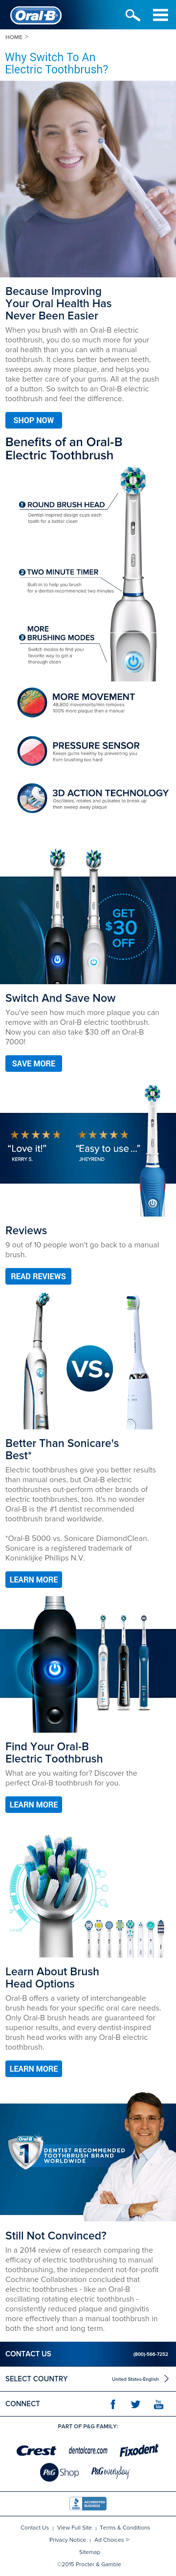 Oral-B
HOME >
Why Switch To An
Electric Toothbrush?
Because Improving
Your Oral Health Has
Never Been Easier
When you brush with an Oral-B electric
toothbrush, you do so much more for your
oral health than you can with a manual
toothbrush. It cleans better between teeth,
sweeps away more plaque, and helps you
take better care of your gums. All at the push
of a button. So switch to an Oral-B electric
toothbrush and feel the difference.
SHOP NOW
Benefits of an Oral-B
Electric Toothbrush
1 ROUND BRUSH HEAD
Dentist-inspired design cups each
tooth for a better clean
2 TWO MINUTE TIMER
Built-in to help you brush
for a dentist-recommended two minutes
MORE
3 BRUSHING MODES
Switch modes to find your
favorite way to get a
thorough clean
MORE MOVEMENT
48,800 movements/min removes
100% more plaque than a manual
PRESSURE SENSOR
Keeps gums healthy by preventing you
from brushing too hard
3D ACTION TECHNOLOGY
Oscillates, rotates and pulsates to break up
then sweep away plaque
GET
$30
OFF
Switch And Save Now
You've seen how much more plaque you can
remove with an Oral-B electric toothbrush.
Now you can also take $30 off an Oral-B
7000!
SAVE MORE
"Love it!"
KERRY S.
"Easy to use..."
JHEYREND
Reviews
9 out of 10 people won't go back to a manual
brush.
READ REVIEWS
VS.
Better Than Sonicare's
Best*
Electric toothbrushes give you better results
than manual ones, but Oral-B electric
toothbrushes out-perform other brands of
electric toothbrushes, too. It's no wonder
Oral-B is the #1 dentist recommended
toothbrush brand worldwide.
*Oral-B 5000 vs. Sonicare DiamondClean.
Sonicare is a registered trademark of
Koninklijke Phillips N.V.
LEARN MORE
Find Your Oral-B
Electric Toothbrush
What are you waiting for? Discover the
perfect Oral-B toothbrush for you.
LEARN MORE
Learn About Brush
Head Options
Oral-B offers a variety of interchangeable
brush heads for your specific oral care needs.
Only Oral-B brush heads are guaranteed for
superior results, and every dentist-inspired
brush head works with any Oral-B electric
toothbrush.
LEARN MORE
Oral-B
#1
DENTIST RECOMMENDED
TOOTHBRUSH BRAND
WORLDWIDE
Still Not Convinced?
In a 2014 review of research comparing the
efficacy of electric toothbrushing to manual
toothbrushing, the independent not-for-profit
Cochrane Collaboration concluded that
oscillating rotating electric toothbrushes
electric toothbrushes - like an Oral-B
oscillating rotating toothbrush -
consistently reduced plaque and gingivitis
more effectively than a manual toothbrush in
both the short and long term.
CONTACT US
(800)-566-7252
SELECT COUNTRY
United States-English
CONNECT
You
Tube
PART OF P&G FAMILY:
Crest
dentalcare.com
Fixodent
P&G Shop
P&G everyday
BBB ACCREDITED
BUSINESS
Contact Us | View Full Site | Terms & Conditions
Privacy Notice | Ad Choices
Sitemap
©2015 Procter & Gamble